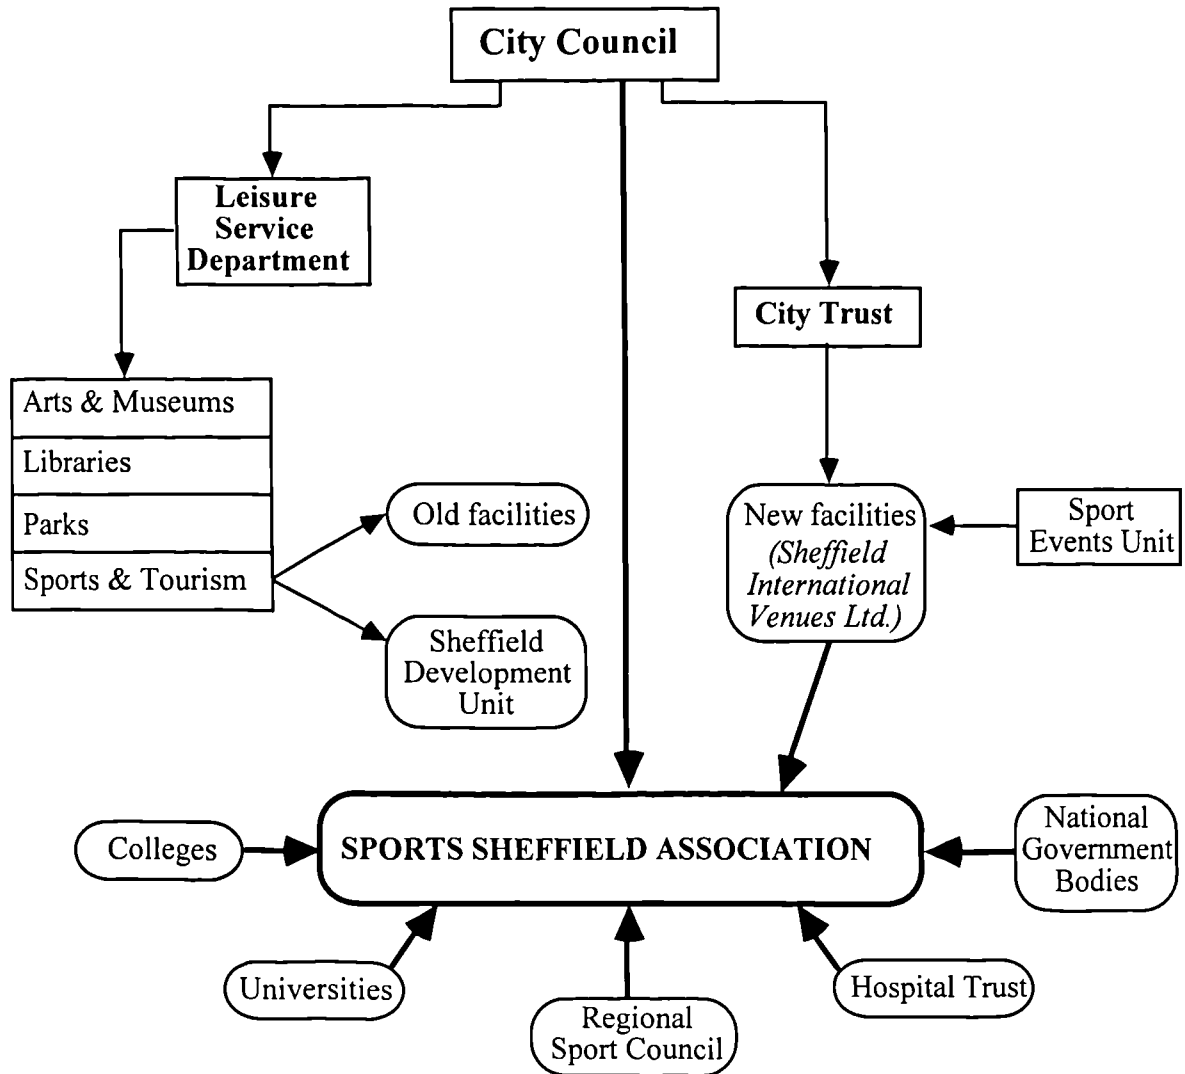 City Council
Leisure
Service
Department
City Trust
Arts & Museums
Libraries
Parks
Sports & Tourism
Old facilities
Sheffield
Development
Unit
New facilities
(Sheffield
International
Venues Ltd.)
Sport
Events Unit
SPORTS SHEFFIELD ASSOCIATION
Colleges
National
Government
Bodies
Universities
Regional
Sport Council
Hospital Trust